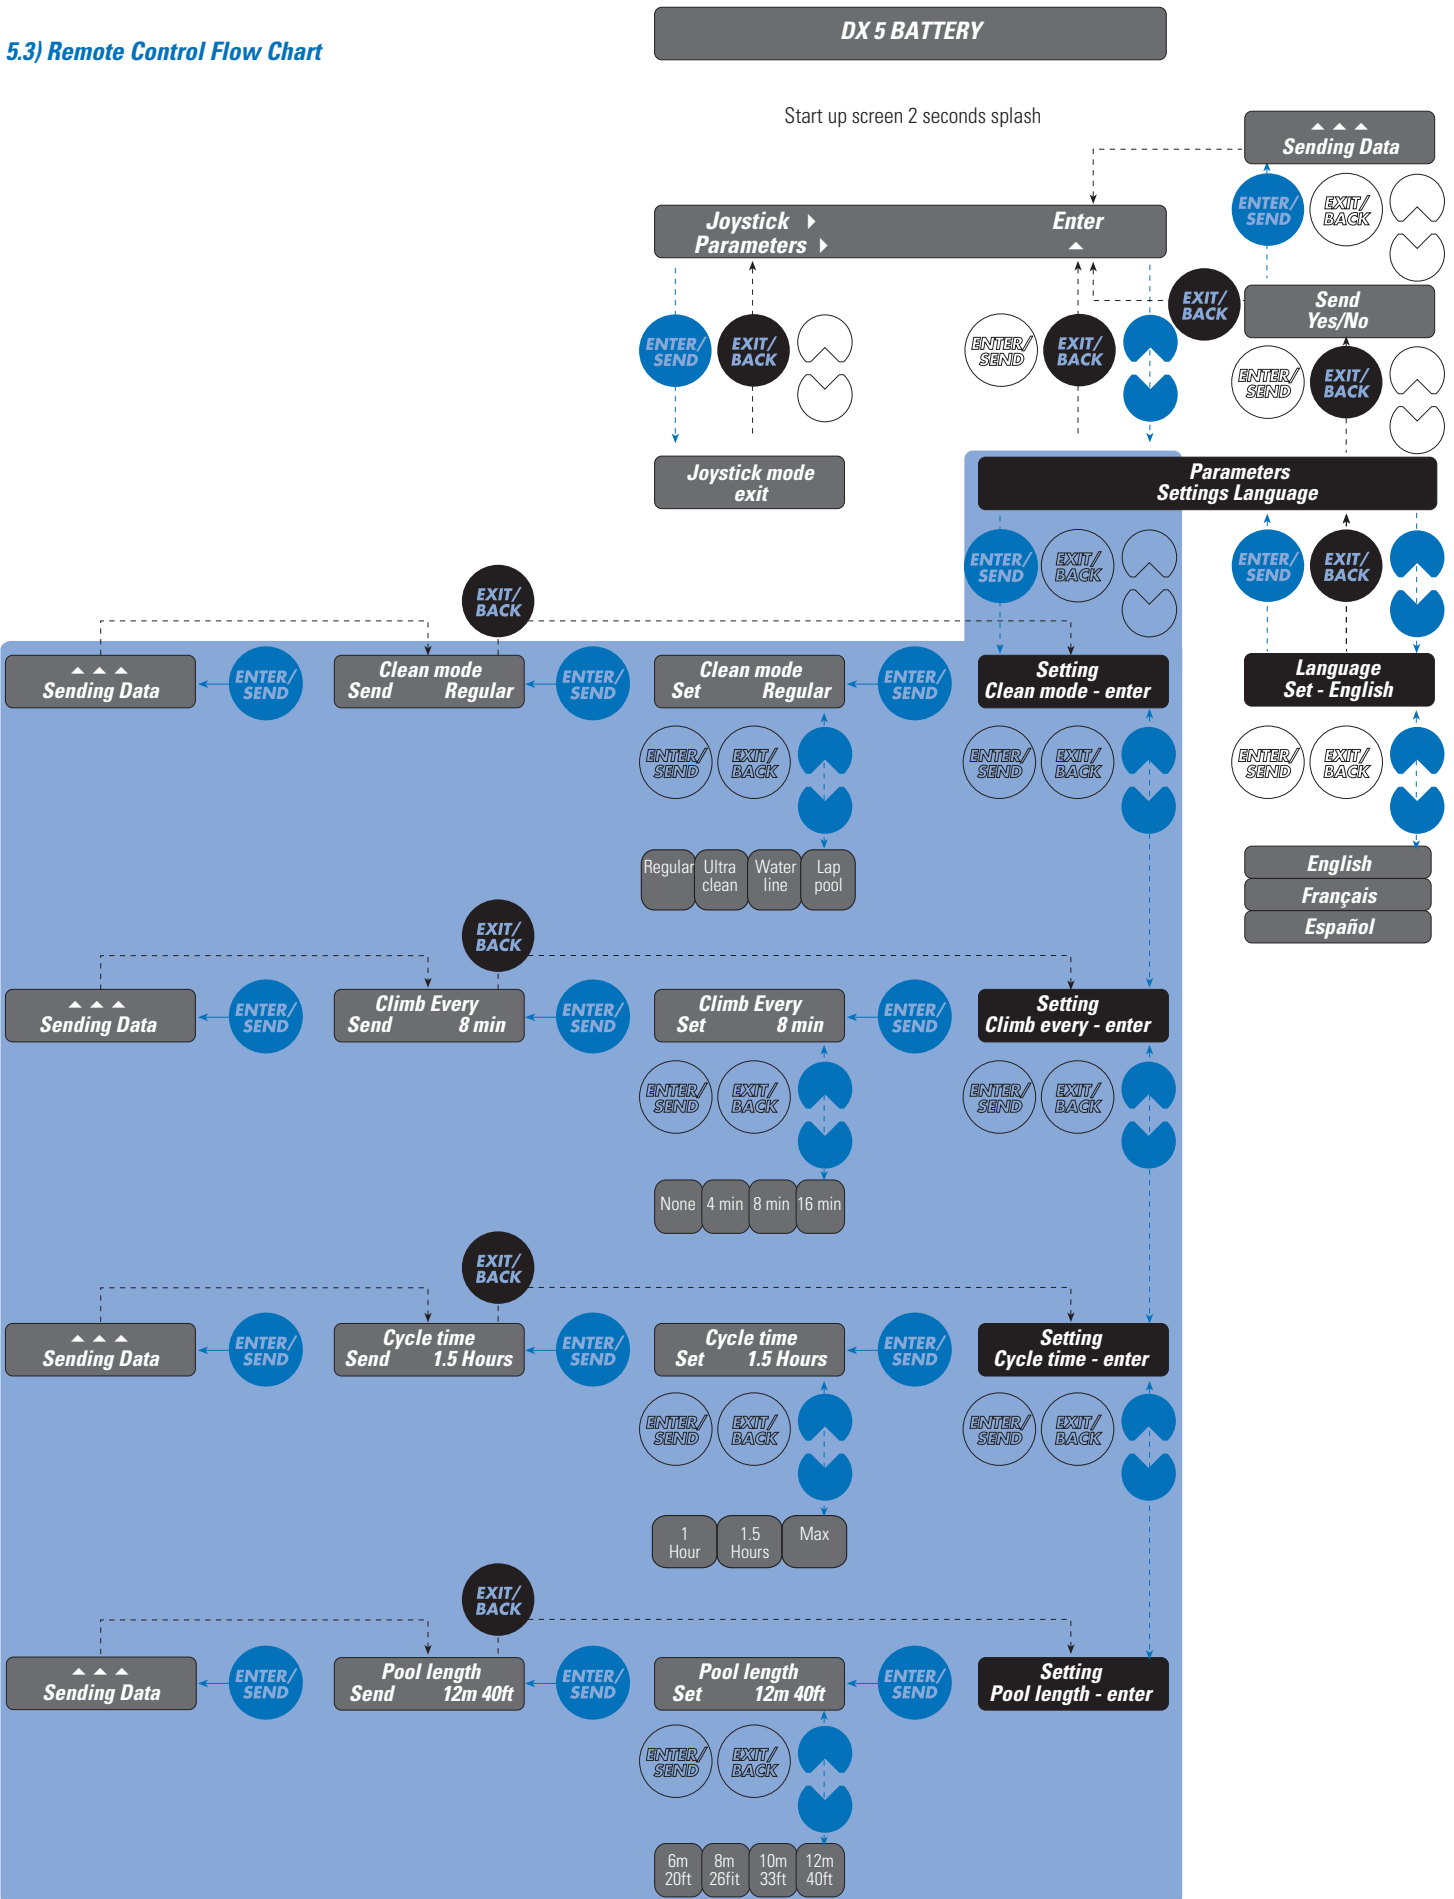 DX 5 BATTERY
5.3) Remote Control Flow Chart
Start up screen 2 seconds splash
Sending Data
ENTER/
SEND
EXIT/
BACK
Joystick
Parameters
Enter
EXIT/
BACK
Send
Yes/No
ENTER/
SEND
EXIT/
BACK
ENTER/
SEND
EXIT/
BACK
ENTER/
SEND
EXIT/
BACK
Joystick mode
exit
Parameters
Settings Language
ENTER/
SEND
EXIT/
BACK
ENTER/
SEND
EXIT/
BACK
EXIT/
BACK
Sending Data
ENTER/
SEND
Clean mode
Send Regular
ENTER/
SEND
Clean mode
Set Regular
ENTER/
SEND
Setting
Clean mode - enter
Language
Set - English
ENTER/
SEND
EXIT/
BACK
ENTER/
SEND
EXIT/
BACK
ENTER/
SEND
EXIT/
BACK
Regular
Ultra
clean
Water
line
Lap
pool
English
Français
Español
EXIT/
BACK
Sending Data
ENTER/
SEND
Climb Every
Send 8 min
ENTER/
SEND
Climb Every
Set 8 min
ENTER/
SEND
Setting
Climb every - enter
ENTER/
SEND
EXIT/
BACK
ENTER/
SEND
EXIT/
BACK
None
4 min
8 min
16 min
EXIT/
BACK
Sending Data
ENTER/
SEND
Cycle time
Send 1.5 Hours
ENTER/
SEND
Cycle time
Set 1.5 Hours
ENTER/
SEND
Setting
Cycle time - enter
ENTER/
SEND
EXIT/
BACK
ENTER/
SEND
EXIT/
BACK
1
Hour
1.5
Hours
Max
EXIT/
BACK
Sending Data
ENTER/
SEND
Pool length
Send 12m 40ft
ENTER/
SEND
Pool length
Set 12m 40ft
ENTER/
SEND
Setting
Pool length - enter
ENTER/
SEND
EXIT/
BACK
6m
20ft
8m
26fit
10m
33ft
12m
40ft